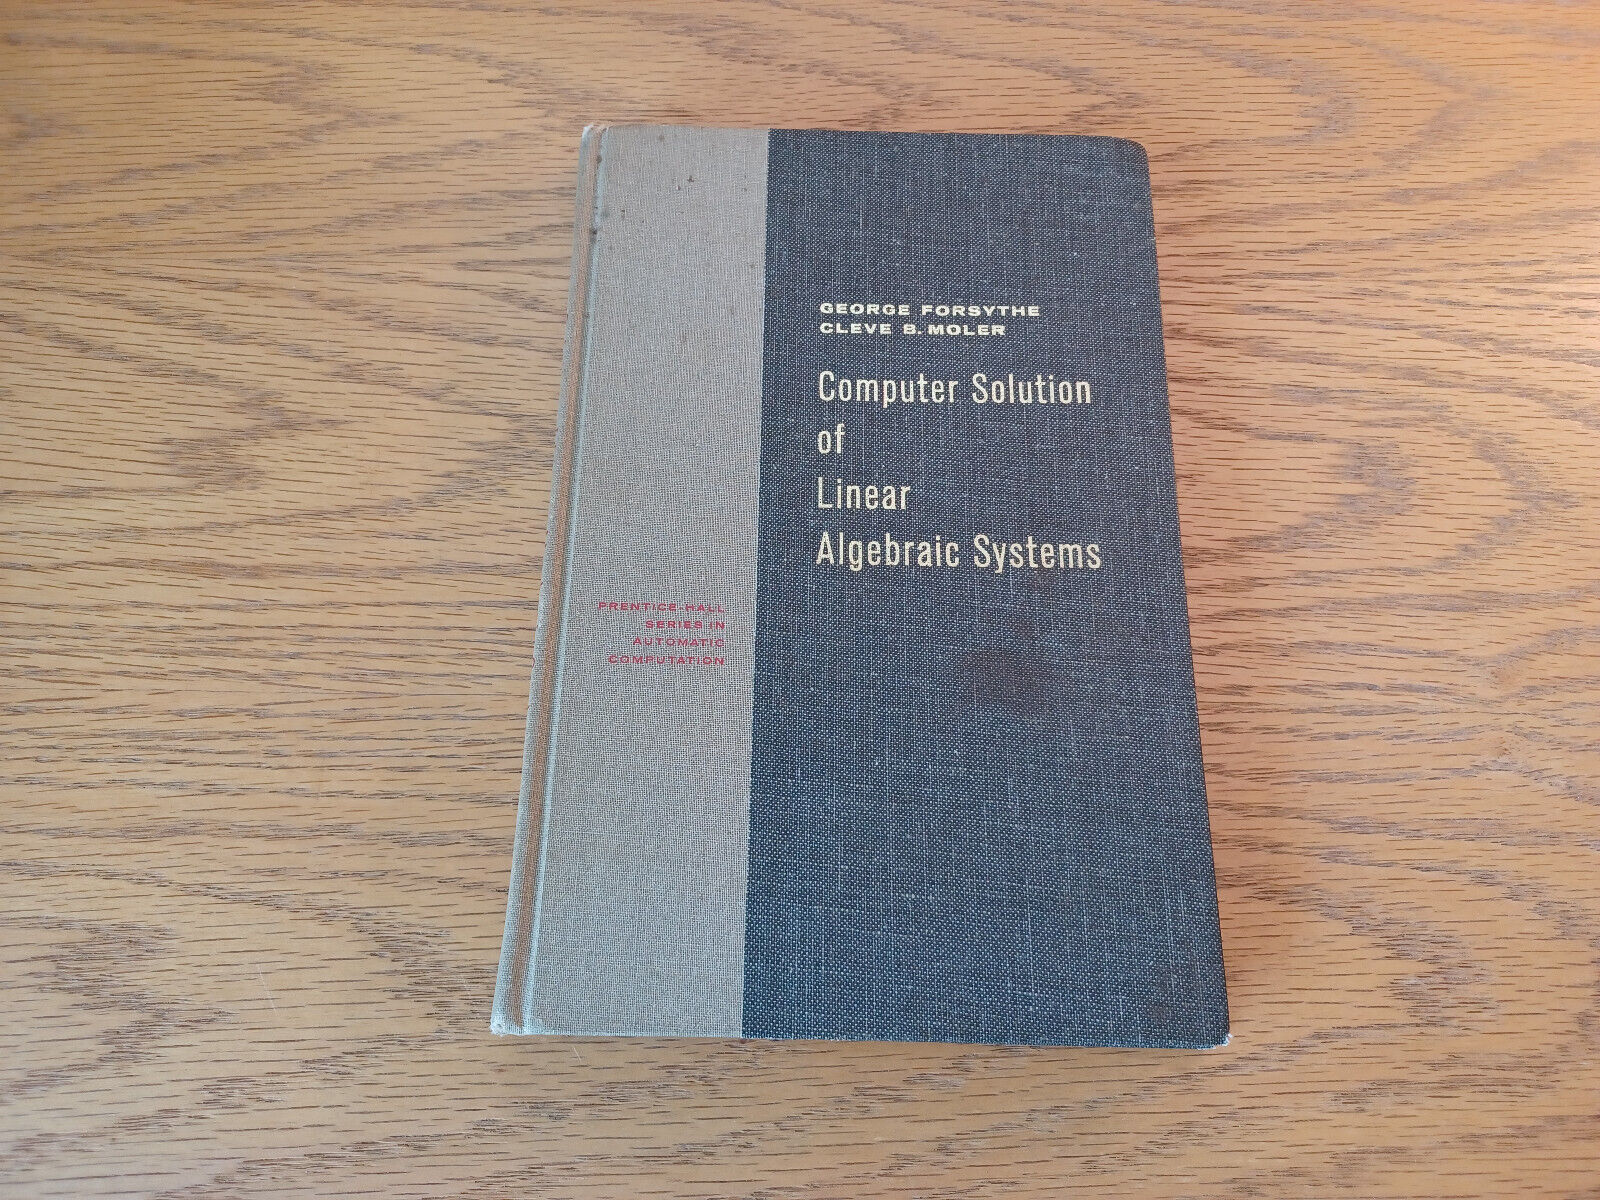 GEORGE FORSYTHE
CLEVE B. MOLER
Computer Solution
of
Linear
Algebraic Systems
PRENTICE-HALL
SERIES IN
AUTOMATIC
COMPUTATION